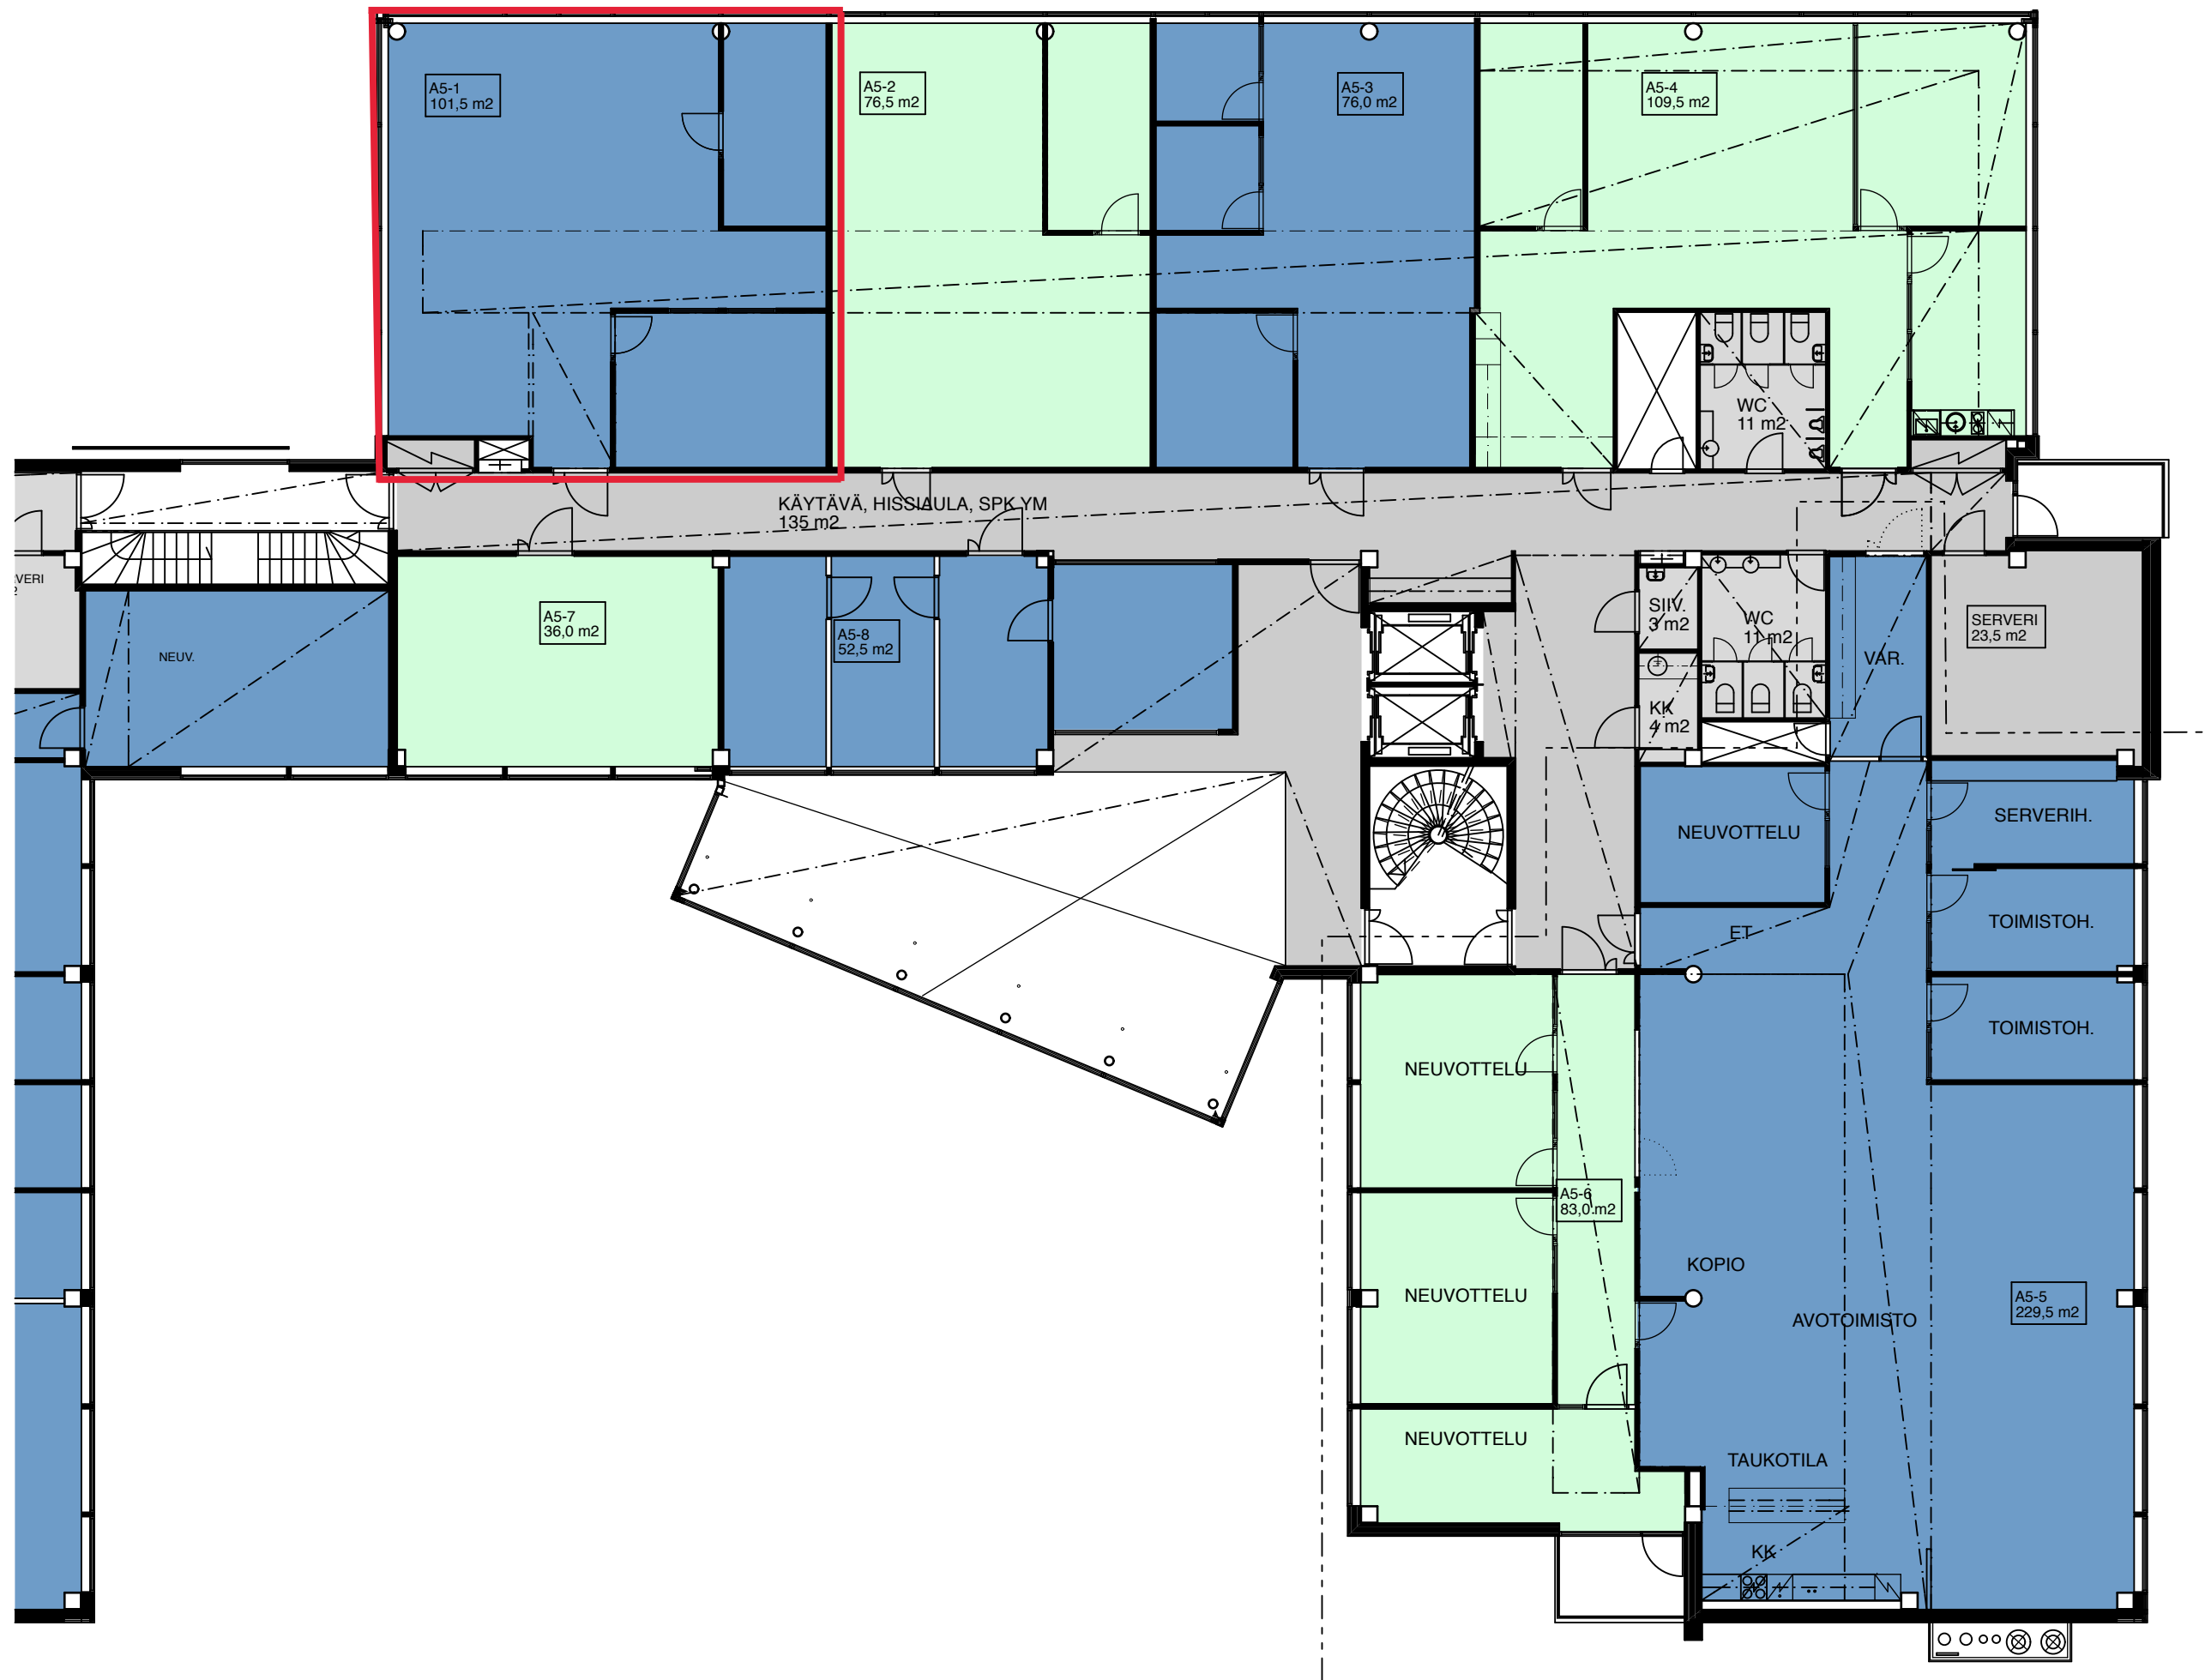 A5-1
101,5 m2
A5-2
76,5 m2
A5-3
76,0 m2
A5-4
109,5 m2
WC
11 m2
KÄYTÄVÄ, HISSIAULA, SPK YM
135 m2
VERI
NEUV.
A5-7
36,0 m2
A5-8
52,5 m2
SIIV.
3 m2
WC
11 m2
KK
4 m2
VAR.
SERVERI
23,5 m2
NEUVOTTELU
SERVERIH.
ET
TOIMISTOH.
TOIMISTOH.
NEUVOTTELU
A5-6
83,0 m2
NEUVOTTELU
KOPIO
AVOTOIMISTO
A5-5
229,5 m2
NEUVOTTELU
TAUKOTILA
KK